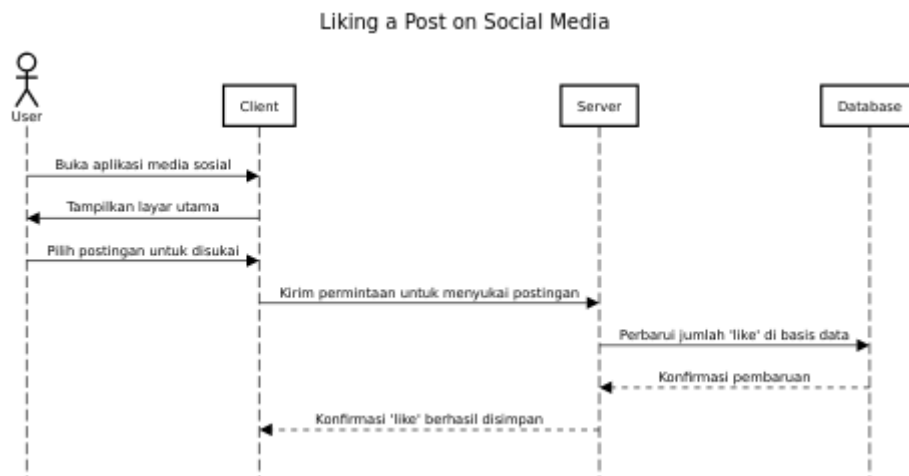 Liking a Post on Social Media
User
Client
Server
Database
Buka aplikasi media sosial
Tampilkan layar utama
Pilih postingan untuk disukai
Kirim permintaan untuk menyukai postingan
Perbarui jumlah 'like' di basis data
Konfirmasi pembaruan
Konfirmasi 'like' berhasil disimpan